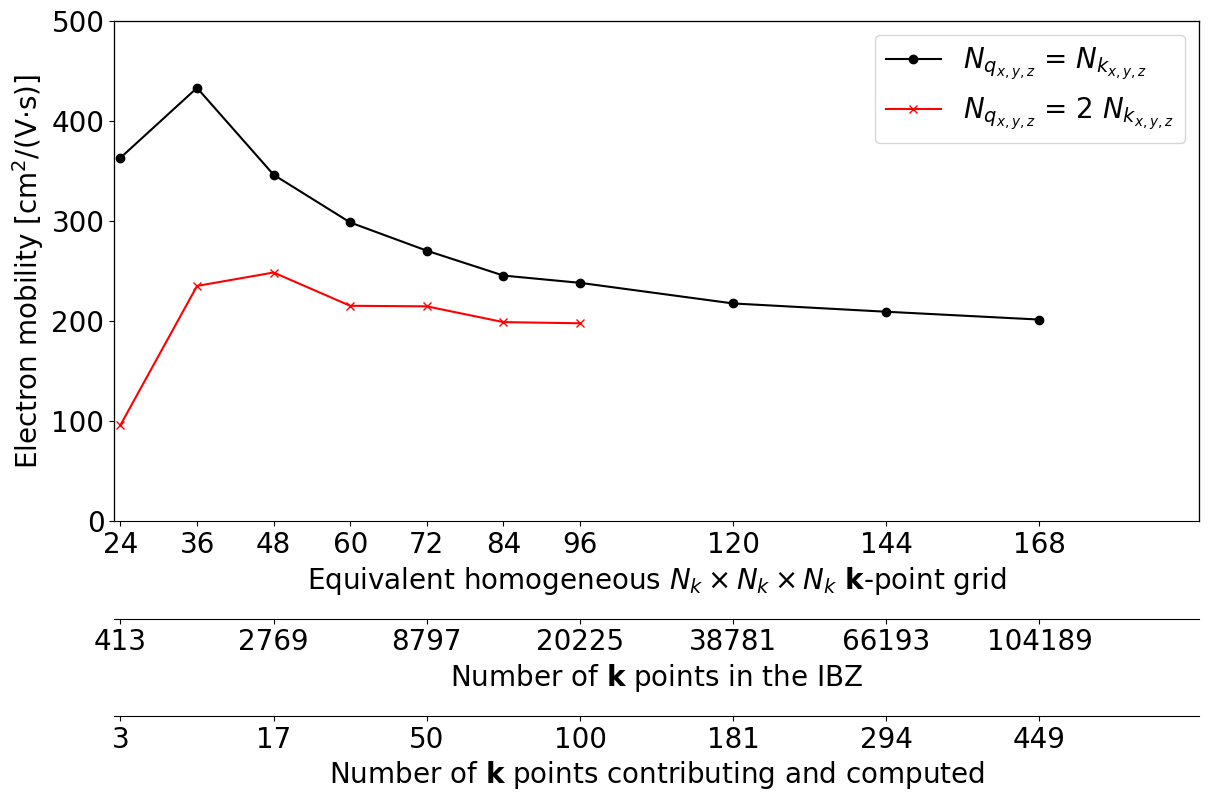 500
400
300
200
100
0
Electron mobility [cm²/(V·s)]
N_{q_{x,y,z}} = N_{k_{x,y,z}}
N_{q_{x,y,z}} = 2 N_{k_{x,y,z}}
24 36 48 60 72 84 96 120 144 168
Equivalent homogeneous N_k × N_k × N_k k-point grid
413 2769 8797 20225 38781 66193 104189
Number of k points in the IBZ
3 17 50 100 181 294 449
Number of k points contributing and computed